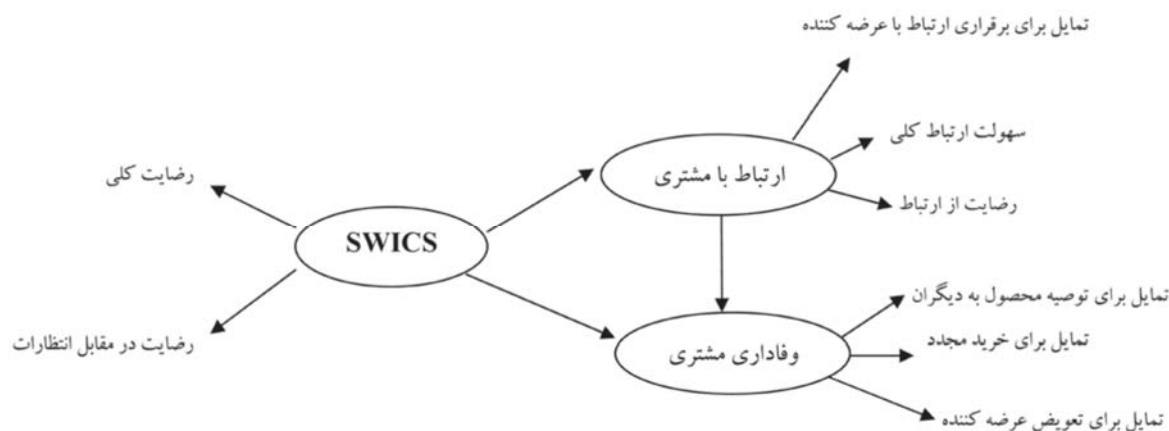 تمایل برای برقراری ارتباط با عرضه کننده
سهولت ارتباط کلی
ارتباط با مشتری
رضایت کلی
رضایت از ارتباط
SWICS
تمایل برای توصیه محصول به دیگران
تمایل برای خرید مجدد
وفاداری مشتری
رضایت در مقابل انتظارات
تمایل برای تعویض عرضه کننده